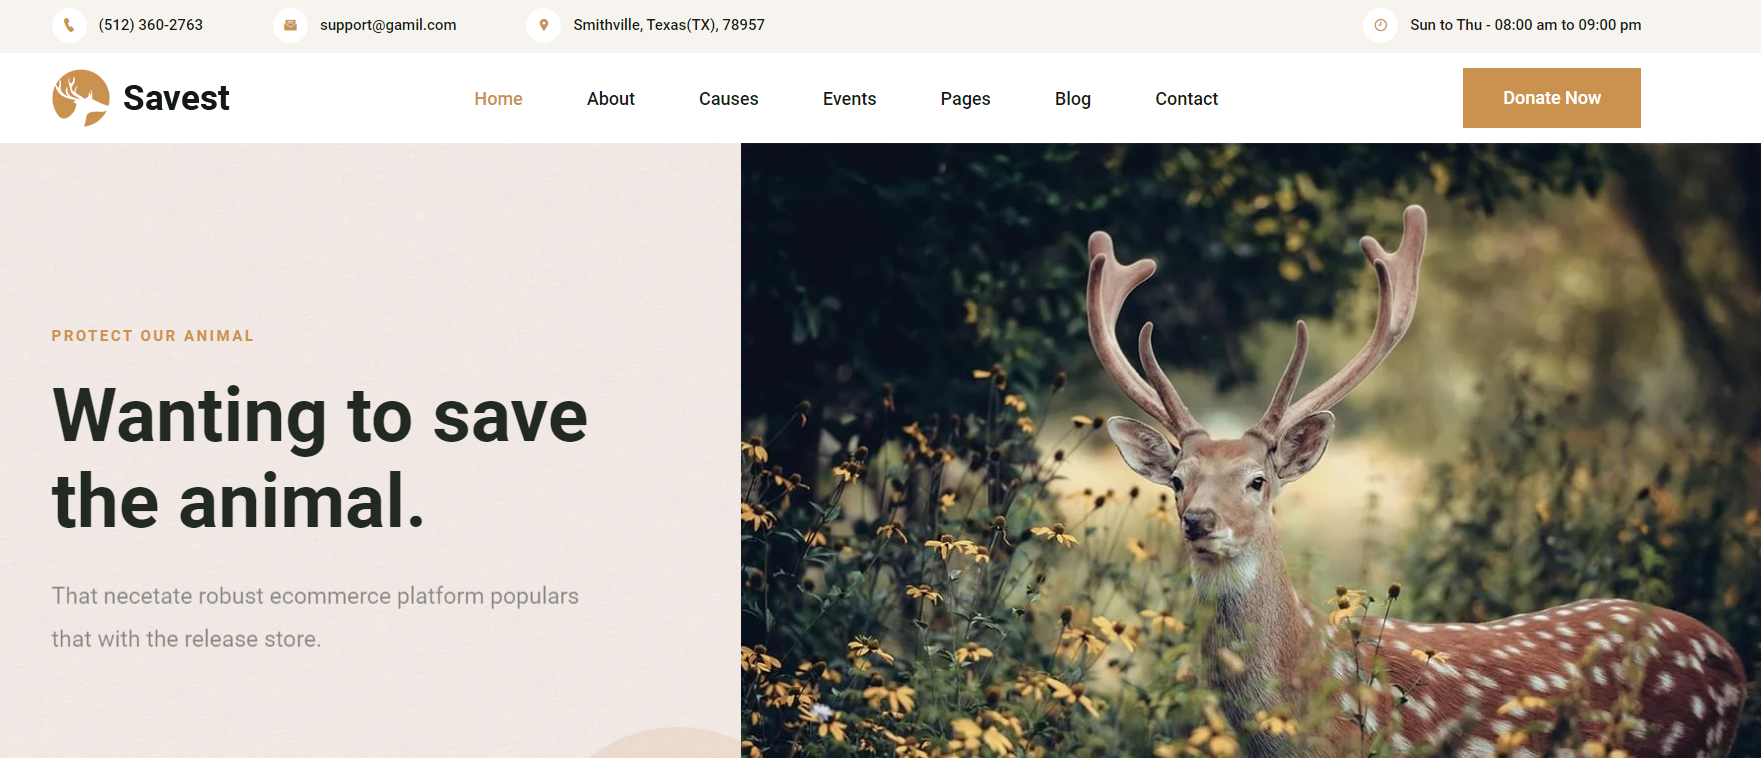 (512) 360-2763
support@gamil.com
Smithville, Texas(TX), 78957
Sun to Thu - 08:00 am to 09:00 pm
Savest
Home
About
Causes
Events
Pages
Blog
Contact
Donate Now
PROTECT OUR ANIMAL
Wanting to save
the animal.
That necetate robust ecommerce platform populars
that with the release store.